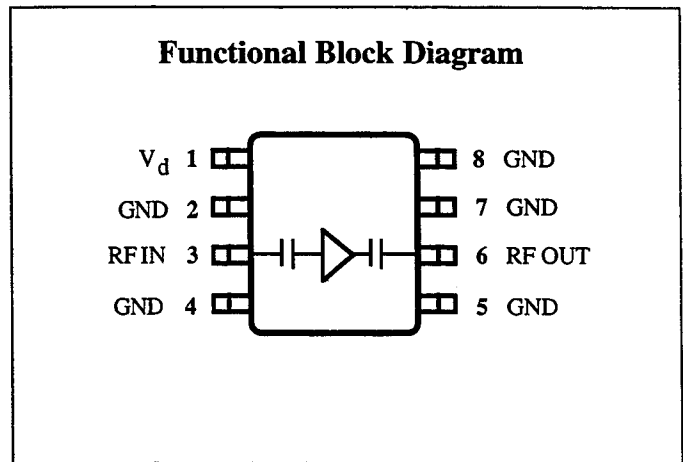 Functional Block Diagram
Vd 1 8 GND
GND 2 7 GND
RF IN 3 6 RF OUT
GND 4 5 GND